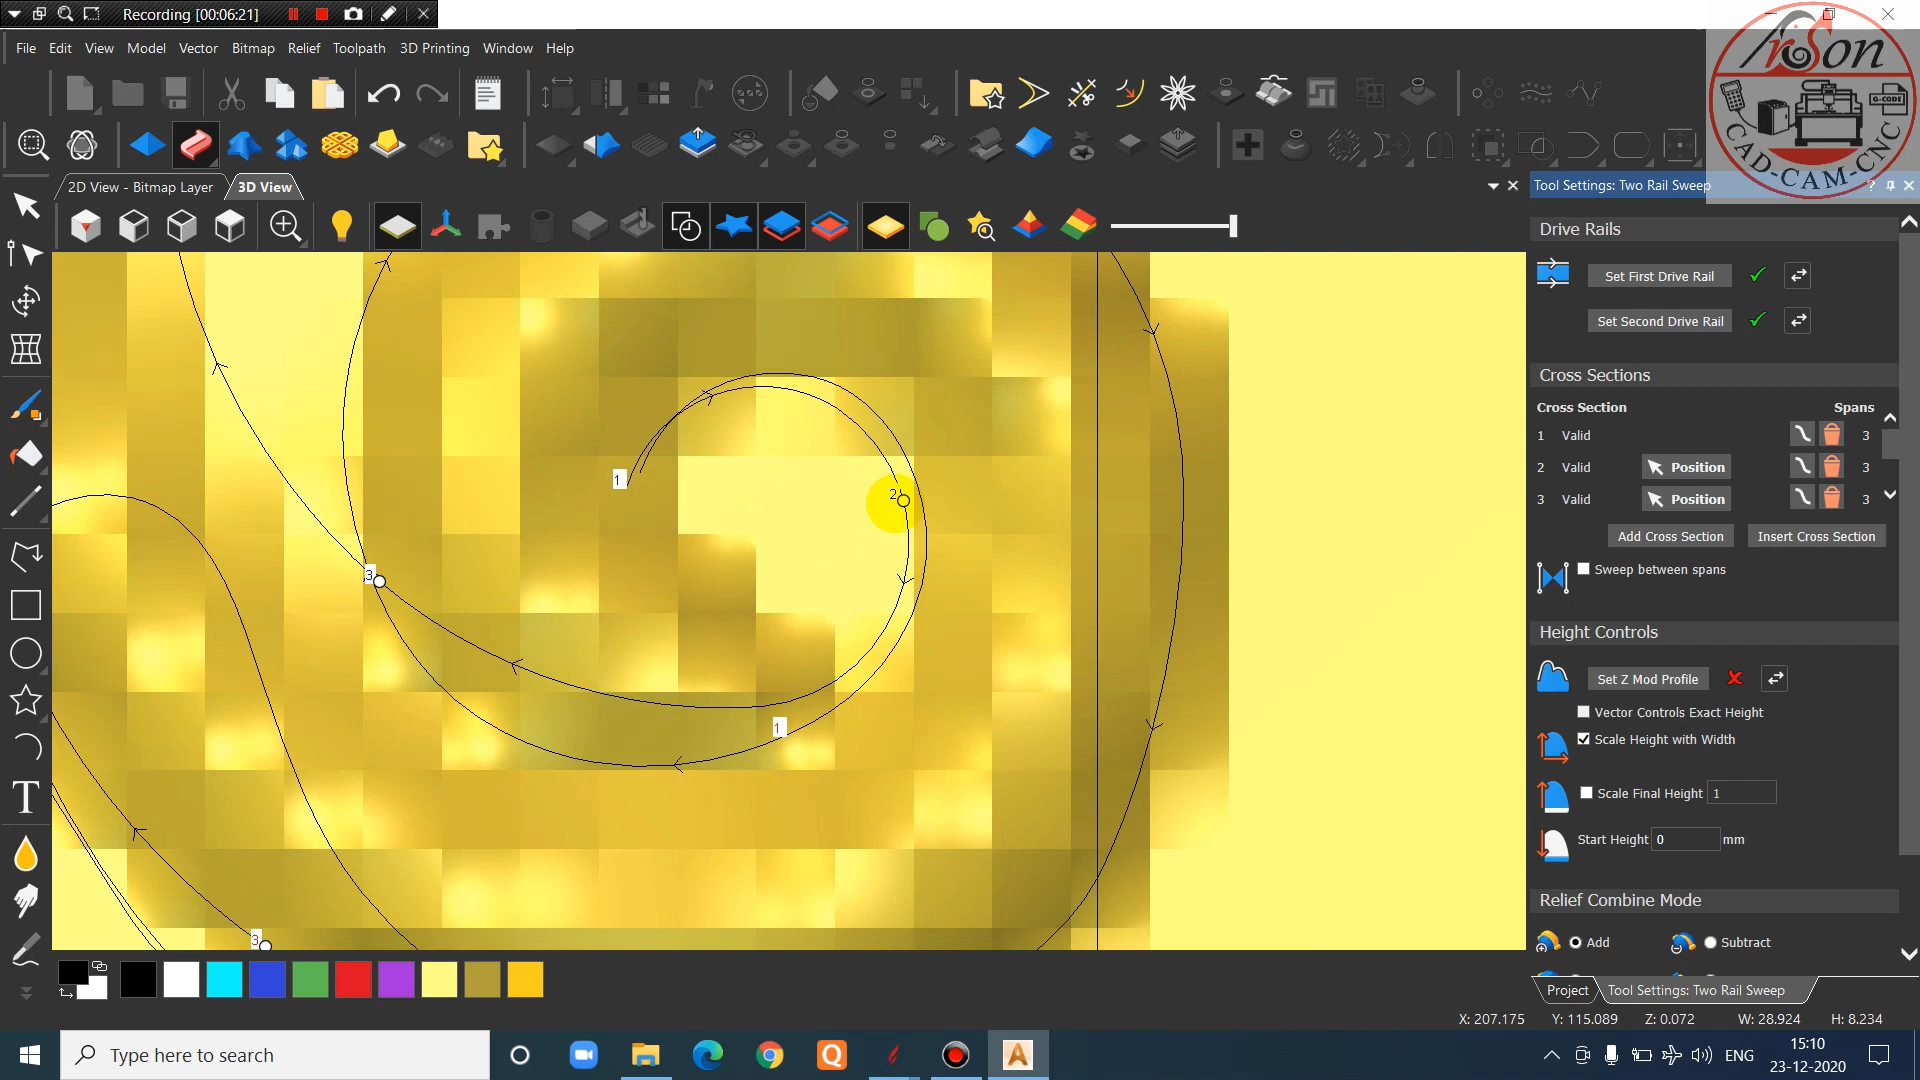 Recording [00:06:21]
File Edit View Model Vector Bitmap Relief Toolpath 3D Printing Window Help
ArSon
G-CODE
CAD-CAM-CNC
2D View - Bitmap Layer
3D View
Tool Settings: Two Rail Sweep
Drive Rails
Set First Drive Rail
Set Second Drive Rail
Cross Sections
Cross Section Spans
1 Valid 3
2 Valid Position 3
3 Valid Position 3
Add Cross Section Insert Cross Section
Sweep between spans
Height Controls
Set Z Mod Profile
Vector Controls Exact Height
Scale Height with Width
Scale Final Height 1
Start Height 0 mm
Relief Combine Mode
Add Subtract
Project Tool Settings: Two Rail Sweep
1
2
3
1
3
X: 207.175 Y: 115.089 Z: 0.072 W: 28.924 H: 8.234
Type here to search
ENG
15:10
23-12-2020